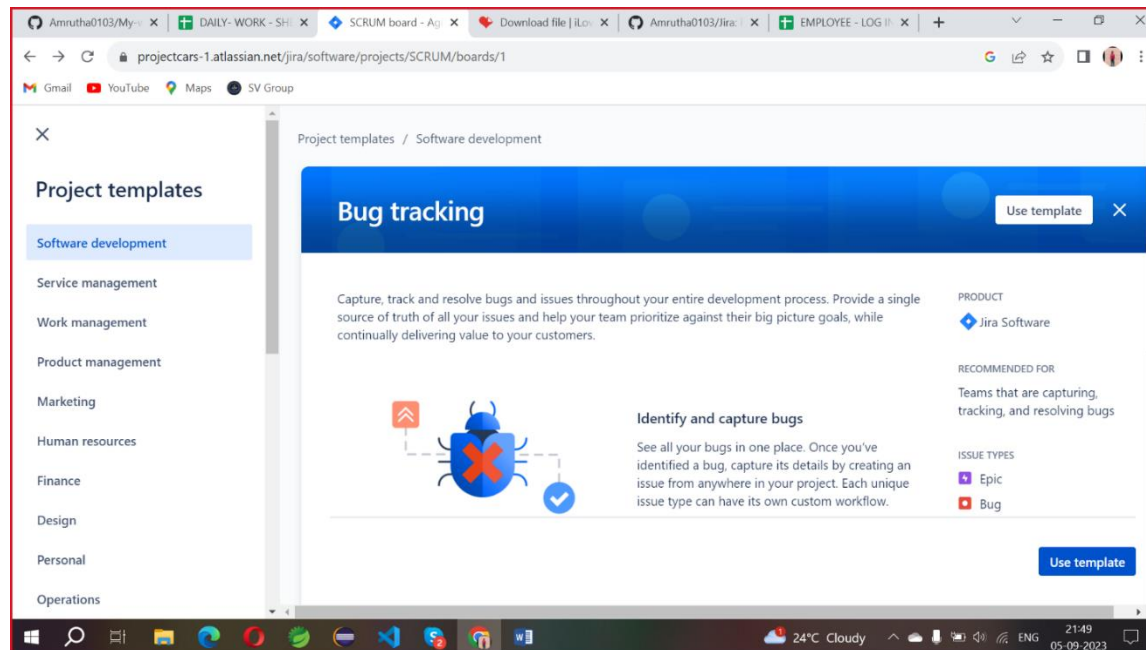 Amrutha0103/My-
DAILY- WORK - SH
SCRUM board - Ag
Download file | iLov
Amrutha0103/Jira:
EMPLOYEE - LOG IN
projectcars-1.atlassian.net/jira/software/projects/SCRUM/boards/1
Gmail
YouTube
Maps
SV Group
Project templates / Software development
Project templates
Bug tracking
Use template
Software development
Service management
Work management
Product management
Marketing
Human resources
Finance
Design
Personal
Operations
Capture, track and resolve bugs and issues throughout your entire development process. Provide a single
source of truth of all your issues and help your team prioritize against their big picture goals, while
continually delivering value to your customers.
PRODUCT
Jira Software
RECOMMENDED FOR
Teams that are capturing,
tracking, and resolving bugs
ISSUE TYPES
Epic
Bug
Identify and capture bugs
See all your bugs in one place. Once you've
identified a bug, capture its details by creating an
issue from anywhere in your project. Each unique
issue type can have its own custom workflow.
Use template
24°C Cloudy
ENG
21:49
05-09-2023